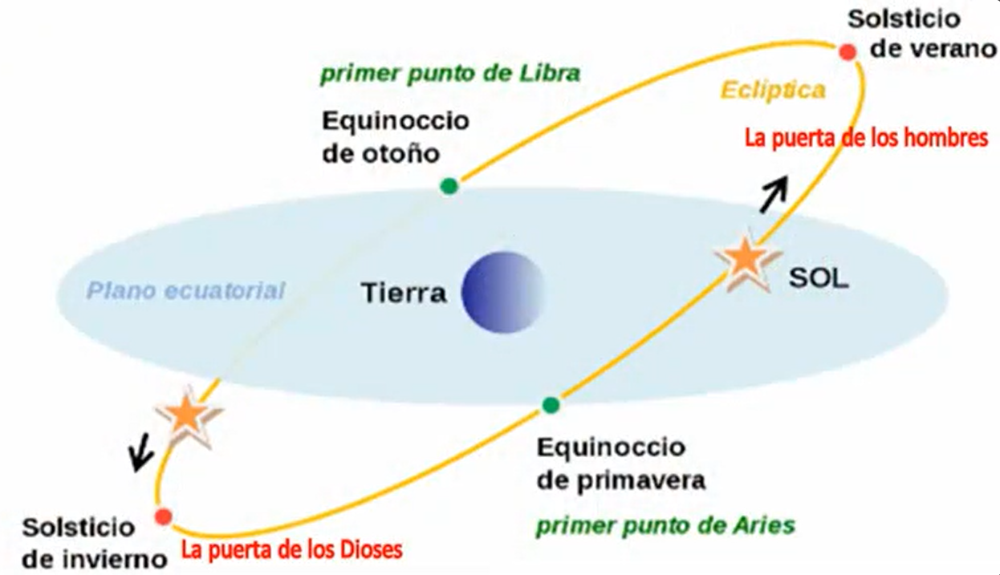 Solsticio
de verano
primer punto de Libra
Eclíptica
Equinoccio
de otoño
La puerta de los hombres
SOL
Plano ecuatorial
Tierra
Equinoccio
de primavera
primer punto de Aries
Solsticio
de invierno
La puerta de los Dioses